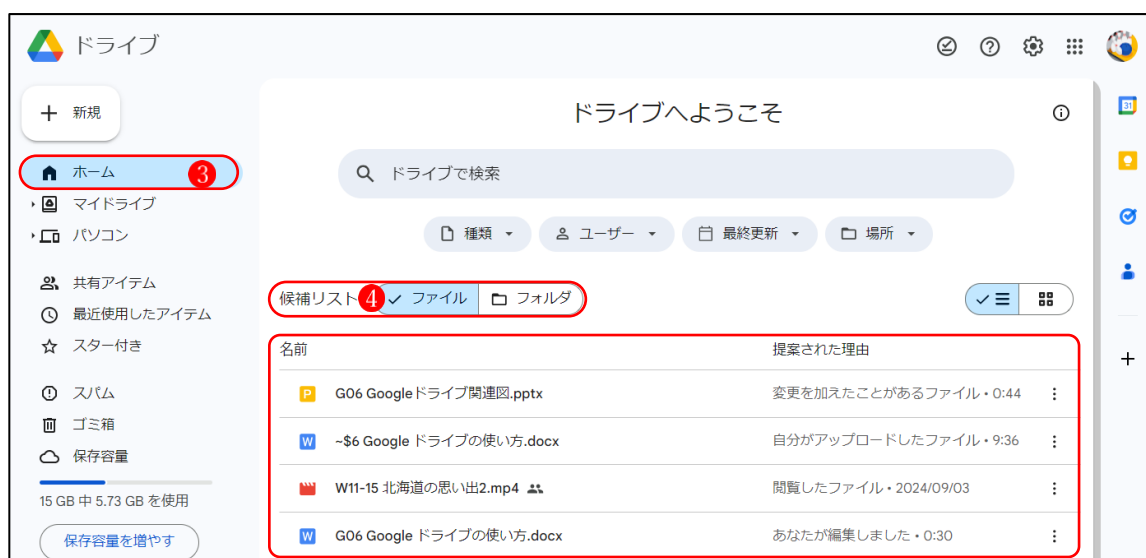 ドライブ
新規
ドライブへようこそ
31
ホーム 3
ドライブで検索
マイドライブ
パソコン
種類 ユーザー 最終更新 場所
共有アイテム
候補リスト 4 ファイル フォルダ
最近使用したアイテム
スター付き
名前 提案された理由
スパム
P G06 Googleドライブ関連図.pptx 変更を加えたことがあるファイル • 0:44
ゴミ箱
W ~$6 Google ドライブの使い方.docx 自分がアップロードしたファイル • 9:36
保存容量
W11-15 北海道の思い出2.mp4 閲覧したファイル • 2024/09/03
15 GB 中 5.73 GB を使用
W G06 Google ドライブの使い方.docx あなたが編集しました • 0:30
保存容量を増やす